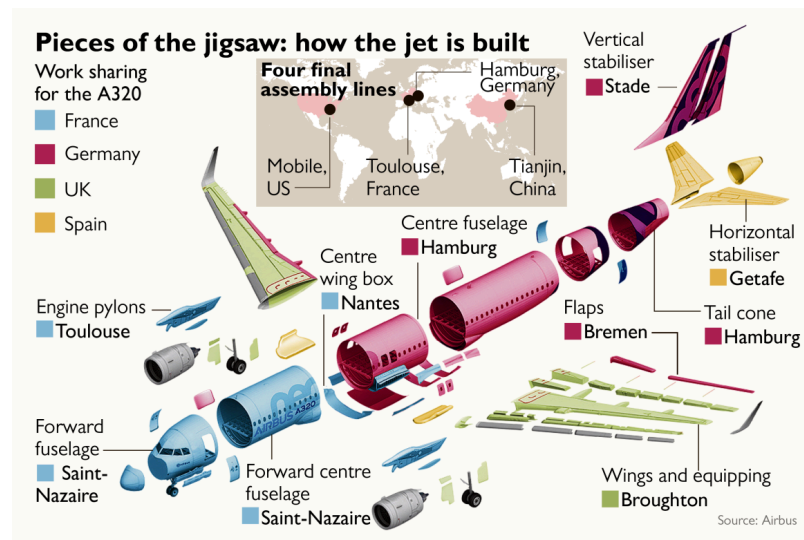 Pieces of the jigsaw: how the jet is built
Work sharing
for the A320
France
Germany
UK
Spain
Four final
assembly lines
Hamburg,
Germany
Mobile,
US
Toulouse,
France
Tianjin,
China
Vertical
stabiliser
Stade
Horizontal
stabiliser
Getafe
Centre fuselage
Hamburg
Centre
wing box
Nantes
Engine pylons
Toulouse
Flaps
Bremen
Tail cone
Hamburg
AIRBUS A320
Forward
fuselage
Saint-
Nazaire
Forward centre
fuselage
Saint-Nazaire
Wings and equipping
Broughton
Source: Airbus